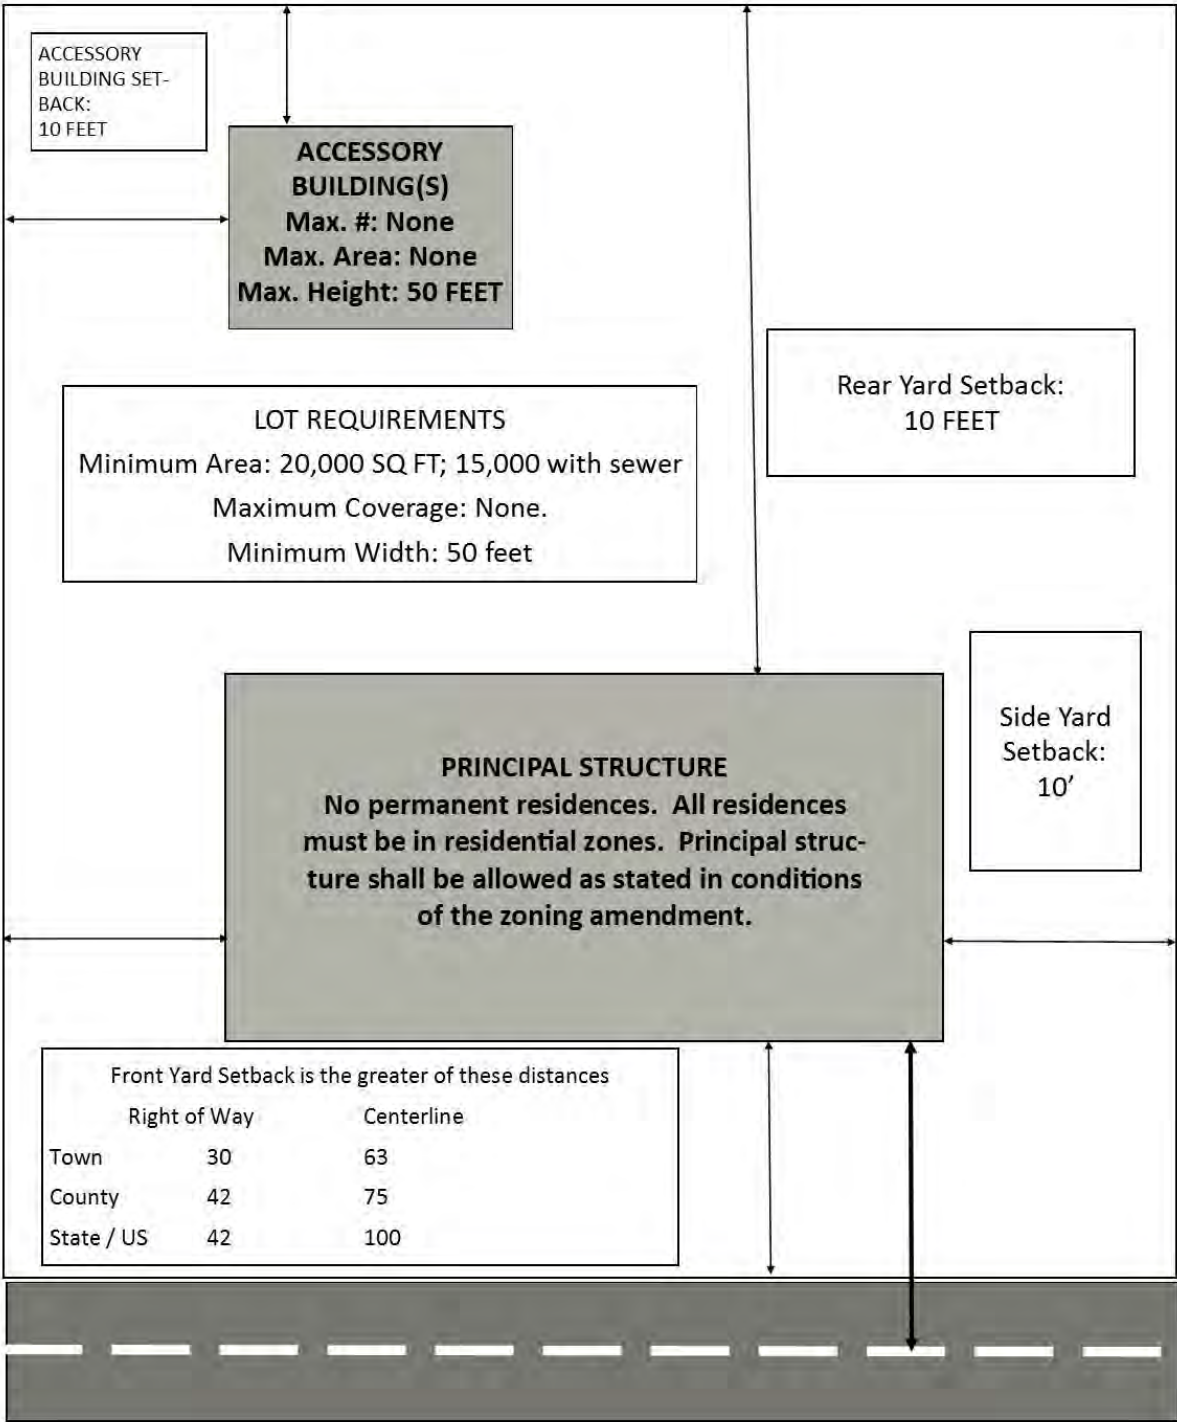 ACCESSORY
BUILDING SET-
BACK:
10 FEET
ACCESSORY
BUILDING(S)
Max. #: None
Max. Area: None
Max. Height: 50 FEET
Rear Yard Setback:
10 FEET
LOT REQUIREMENTS
Minimum Area: 20,000 SQ FT; 15,000 with sewer
Maximum Coverage: None.
Minimum Width: 50 feet
Side Yard
Setback:
10’
PRINCIPAL STRUCTURE
No permanent residences. All residences
must be in residential zones. Principal struc-
ture shall be allowed as stated in conditions
of the zoning amendment.
Front Yard Setback is the greater of these distances
Right of Way Centerline
Town 30 63
County 42 75
State / US 42 100